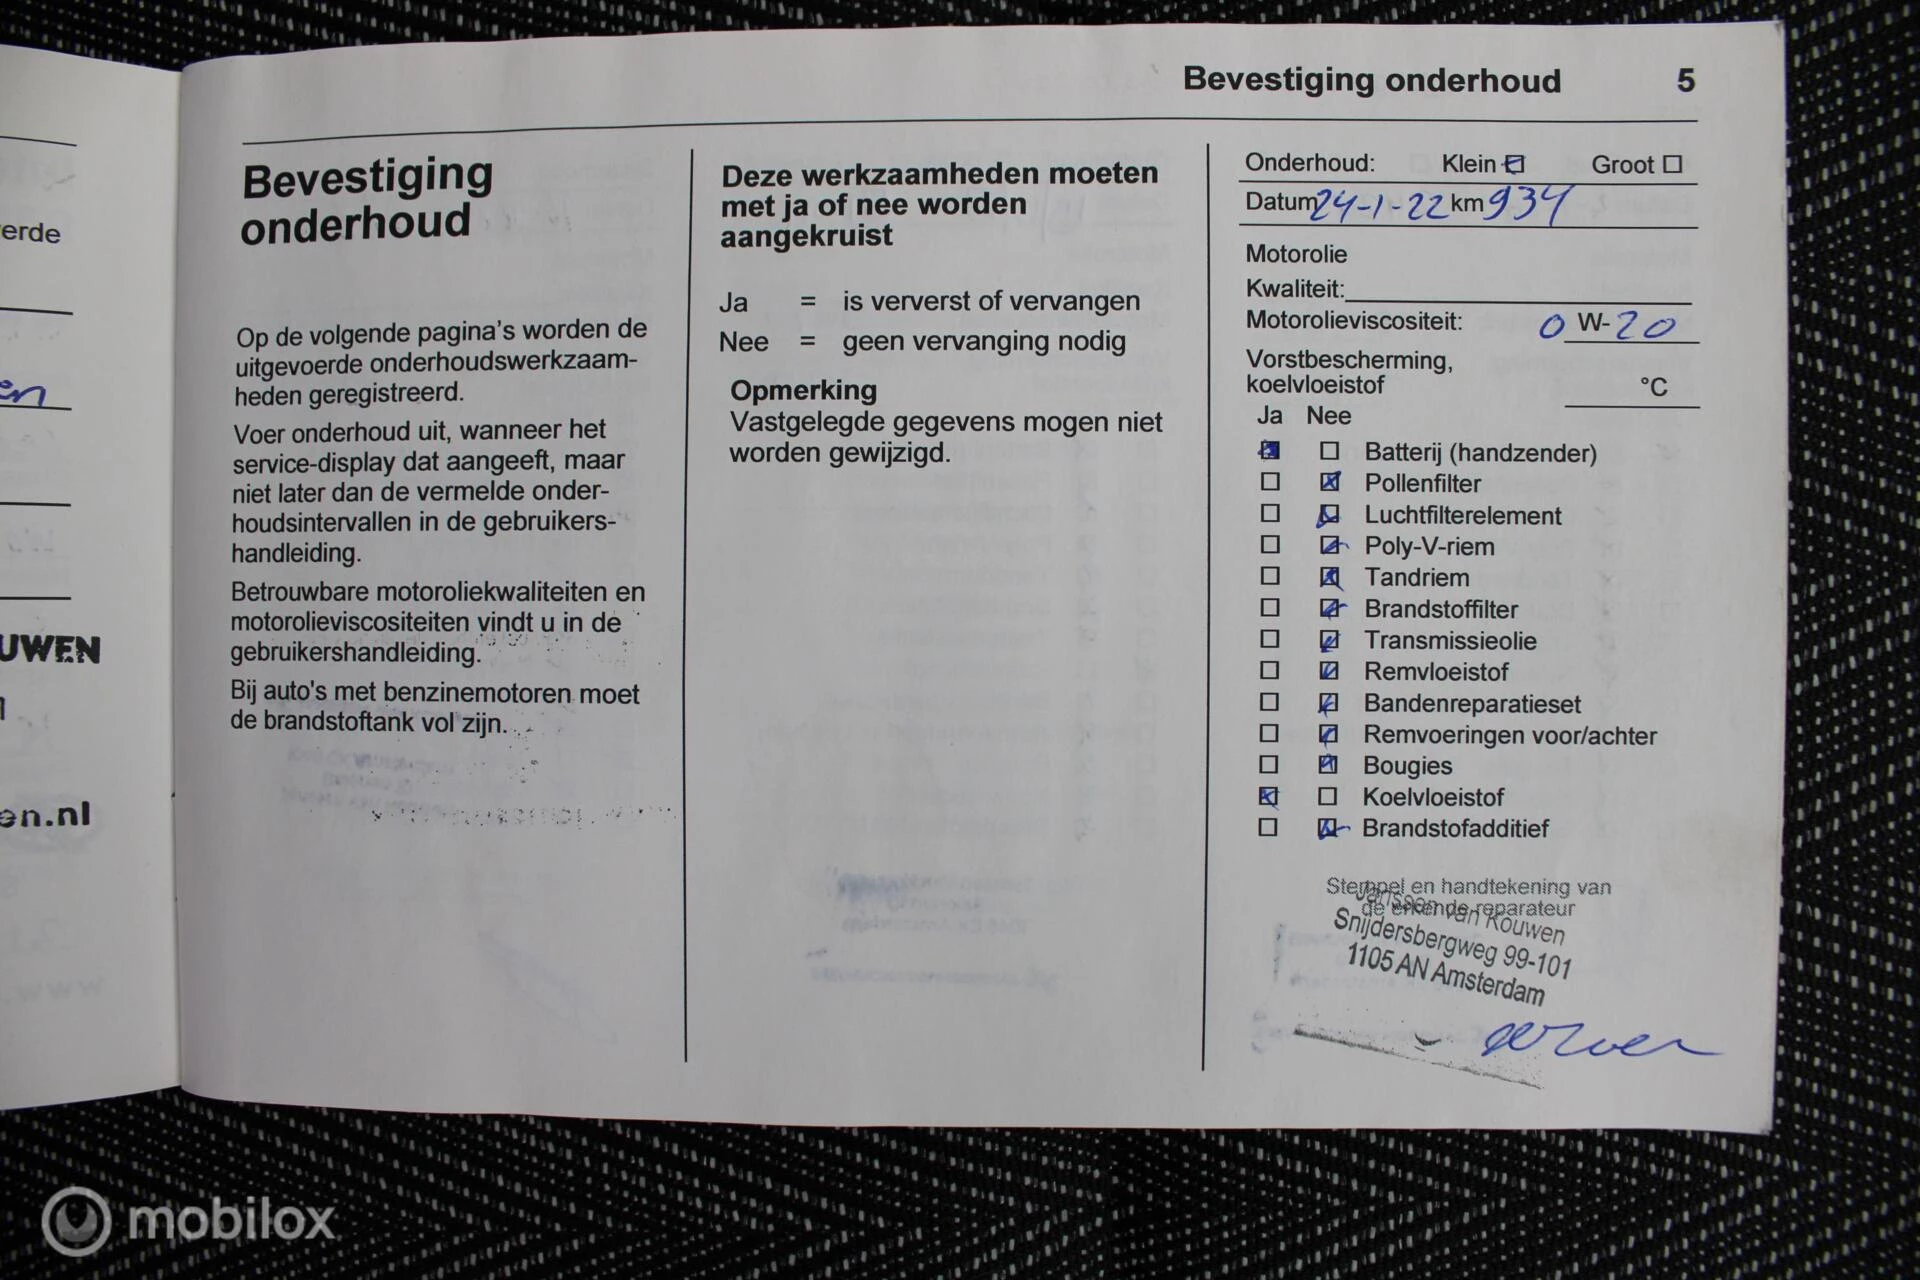 erde
en
UWEN
en.nl
Bevestiging onderhoud 5
Bevestiging
onderhoud
Op de volgende pagina's worden de
uitgevoerde onderhoudswerkzaam-
heden geregistreerd.
Voer onderhoud uit, wanneer het
service-display dat aangeeft, maar
niet later dan de vermelde onder-
houdsintervallen in de gebruikers-
handleiding.
Betrouwbare motoroliekwaliteiten en
motorolieviscositeiten vindt u in de
gebruikershandleiding.
Bij auto's met benzinemotoren moet
de brandstoftank vol zijn.
Deze werkzaamheden moeten
met ja of nee worden
aangekruist
Ja = is ververst of vervangen
Nee = geen vervanging nodig
Opmerking
Vastgelegde gegevens mogen niet
worden gewijzigd.
Onderhoud: Klein Groot
Datum 24-1-22 km 934
Motorolie
Kwaliteit:
Motorolieviscositeit: 0 W-20
Vorstbescherming,
koelvloeistof °C
Ja Nee
Batterij (handzender)
Pollenfilter
Luchtfilterelement
Poly-V-riem
Tandriem
Brandstoffilter
Transmissieolie
Remvloeistof
Bandenreparatieset
Remvoeringen voor/achter
Bougies
Koelvloeistof
Brandstofadditief
Stempel en handtekening van
de erkende reparateur
Janssen van Kouwen
Snijdersbergweg 99-101
1105 AN Amsterdam
mobilox